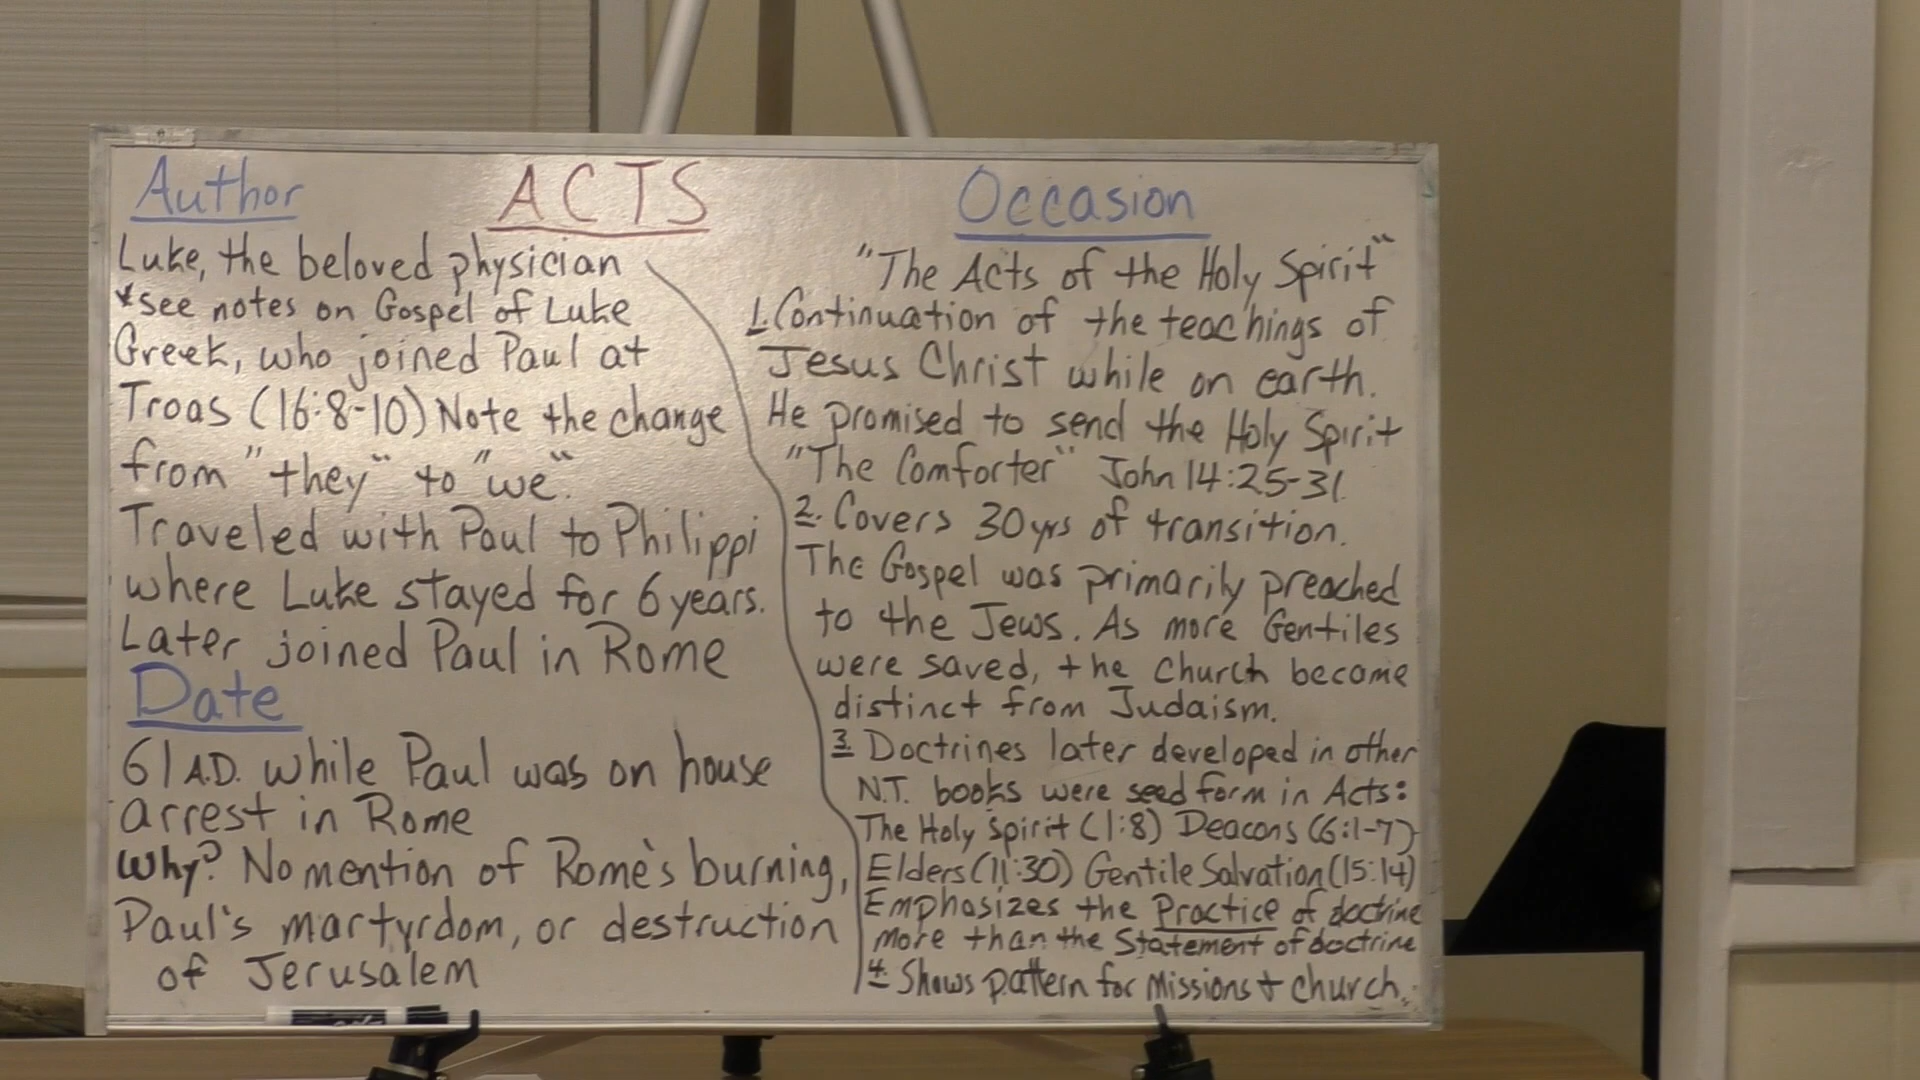 ACTS
Author
Luke, the beloved physician
*see notes on Gospel of Luke
Greek, who joined Paul at
Troas (16:8-10) Note the change
from "they" to "we".
Traveled with Paul to Philippi
where Luke stayed for 6 years.
Later joined Paul in Rome
Date
61 A.D. while Paul was on house
arrest in Rome
Why? No mention of Rome's burning,
Paul's martyrdom, or destruction
of Jerusalem
Occasion
"The Acts of the Holy Spirit"
1. Continuation of the teachings of
Jesus Christ while on earth.
He promised to send the Holy Spirit
"The Comforter" John 14:25-31.
2. Covers 30yrs of transition.
The Gospel was primarily preached
to the Jews. As more Gentiles
were saved, the church became
distinct from Judaism.
3. Doctrines later developed in other
N.T. books were seed form in Acts:
The Holy Spirit (1:8) Deacons (6:1-7)
Elders (11:30) Gentile Salvation (15:14)
Emphasizes the Practice of doctrine
more than the Statement of doctrine
4. Shows pattern for Missions + church.